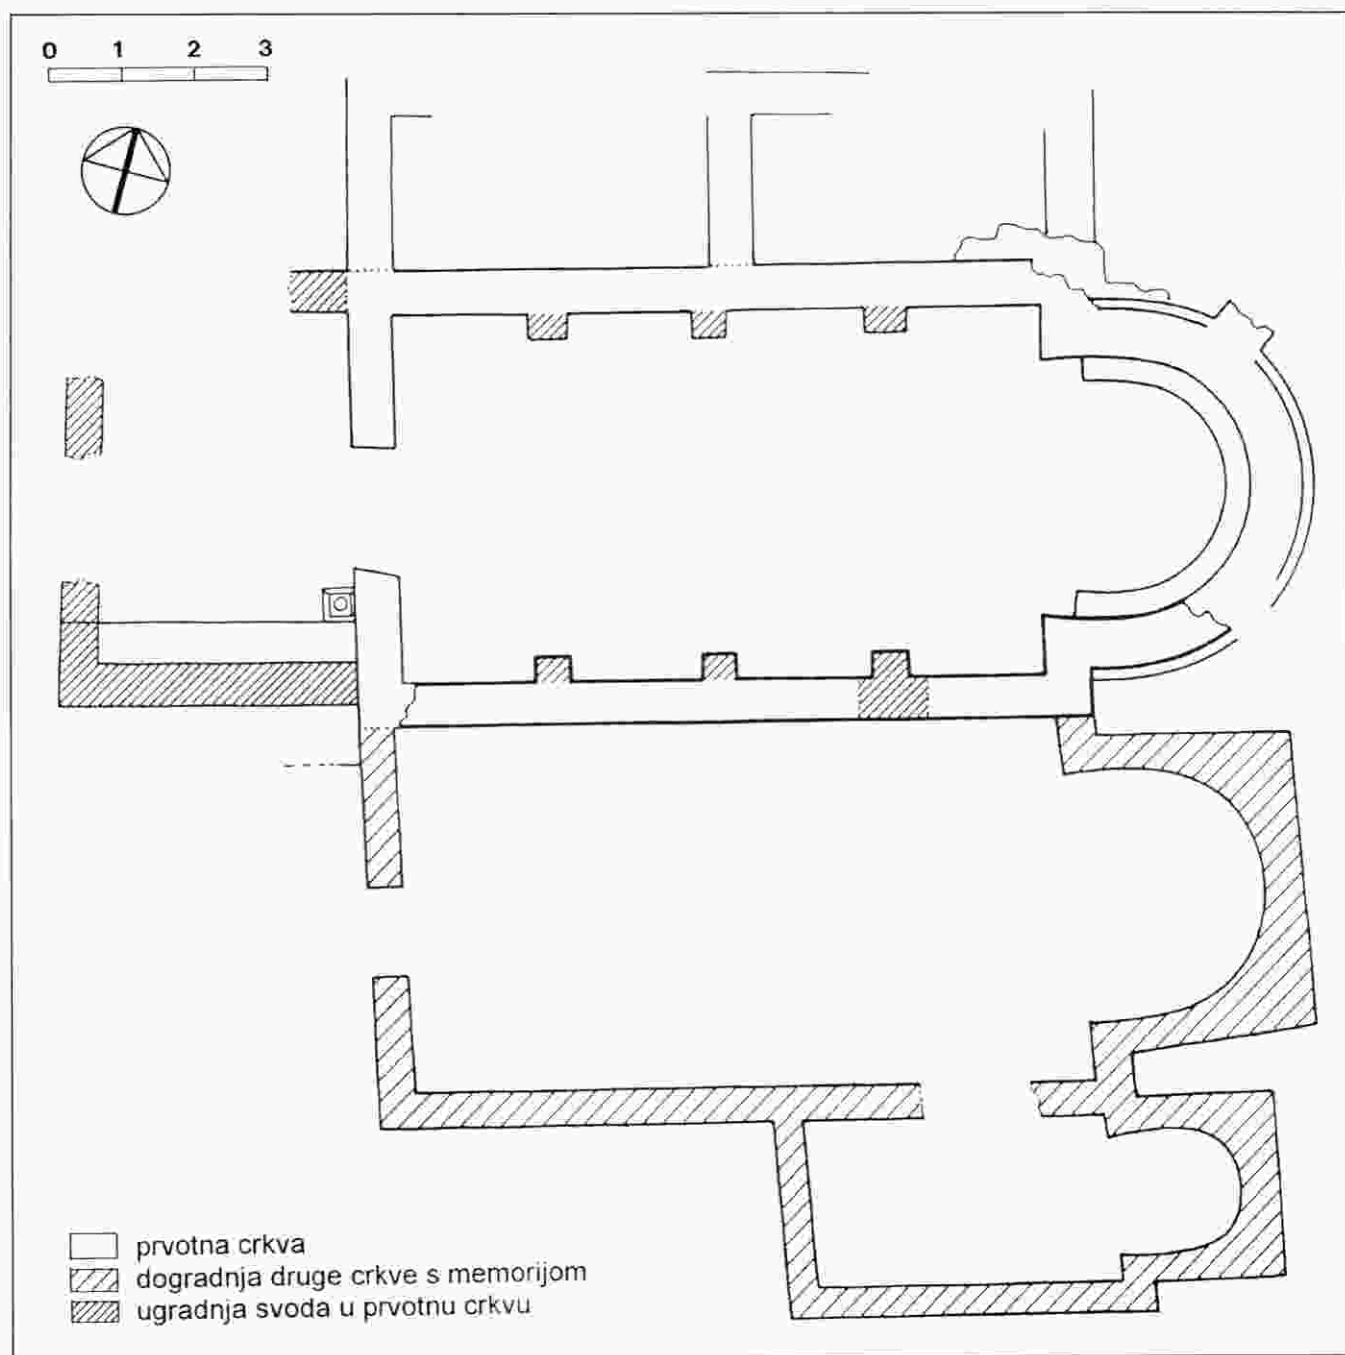 0 1 2 3
prvotna crkva
dogradnja druge crkve s memorijom
ugradnja svoda u prvotnu crkvu